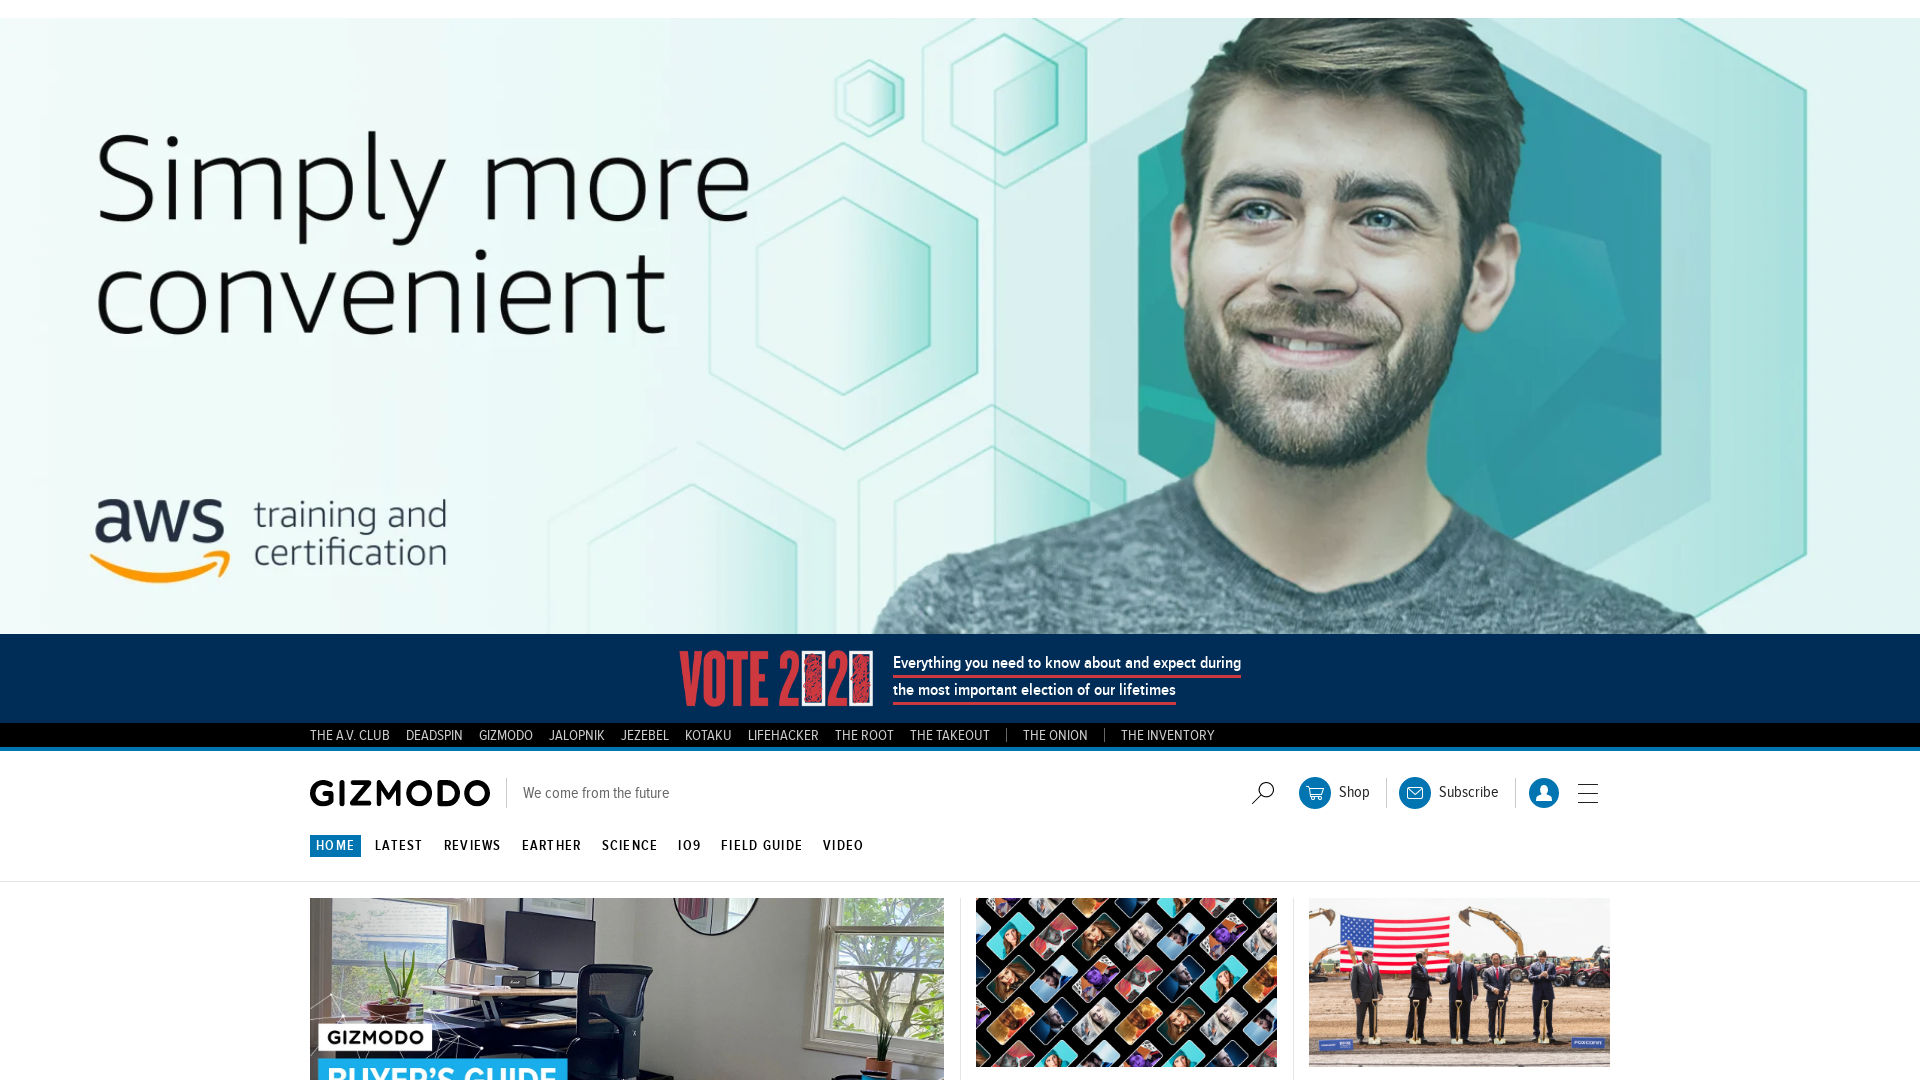 Simply more
convenient
aws training and
certification
VOTE 2020
Everything you need to know about and expect during
the most important election of our lifetimes
THE A.V. CLUB DEADSPIN GIZMODO JALOPNIK JEZEBEL KOTAKU LIFEHACKER THE ROOT THE TAKEOUT THE ONION THE INVENTORY
GIZMODO We come from the future Shop Subscribe
HOME LATEST REVIEWS EARTHER SCIENCE IO9 FIELD GUIDE VIDEO
GIZMODO
BUYER'S GUIDE
FOXCONN